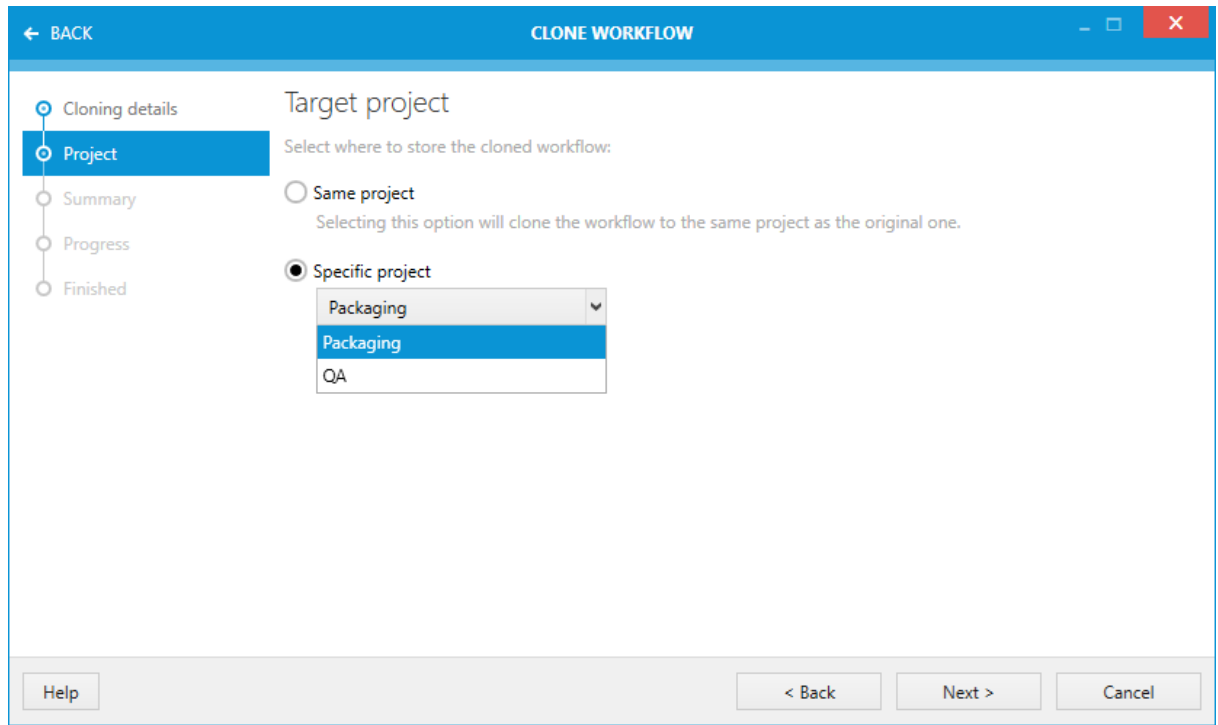 BACK
CLONE WORKFLOW
Cloning details
Project
Summary
Progress
Finished
Target project
Select where to store the cloned workflow:
Same project
Selecting this option will clone the workflow to the same project as the original one.
Specific project
Packaging
Packaging
QA
Help
< Back
Next >
Cancel